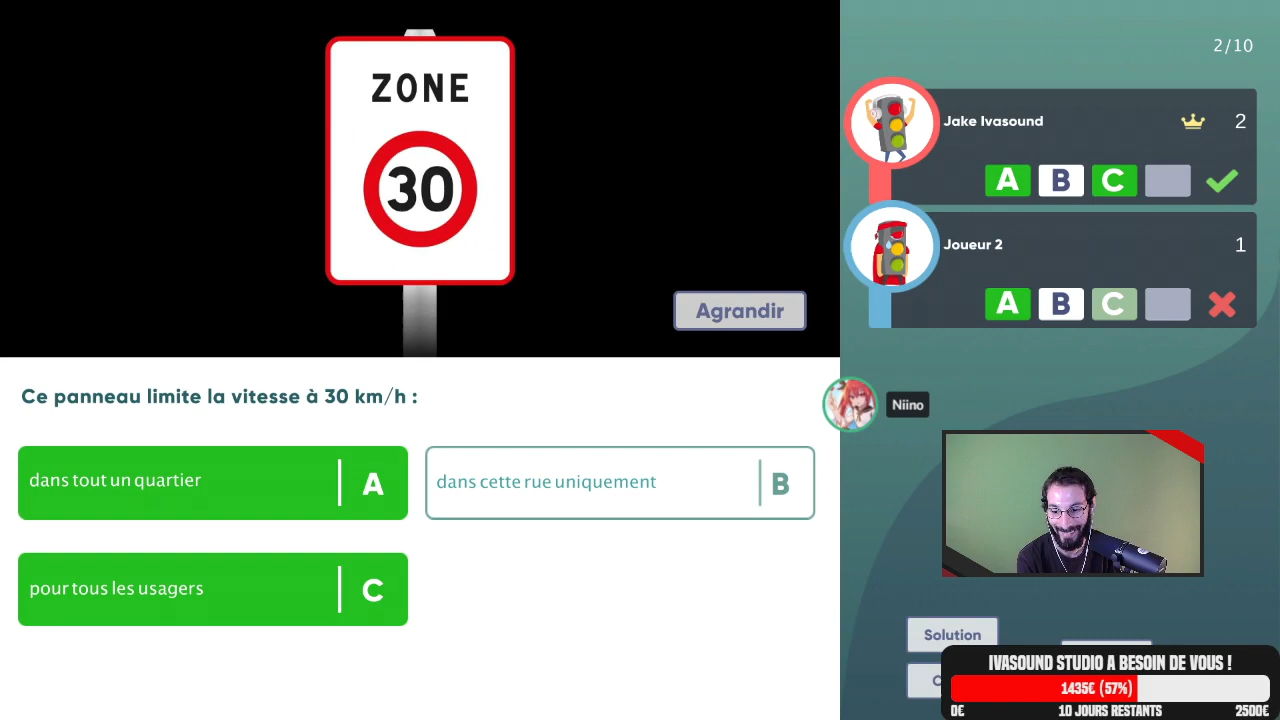 ZONE
30
Agrandir
Ce panneau limite la vitesse à 30 km/h :
dans tout un quartier
A
dans cette rue uniquement
B
pour tous les usagers
C
2/10
Jake Ivasound
2
A
B
C
Joueur 2
1
A
B
C
Niino
Solution
IVASOUND STUDIO A BESOIN DE VOUS !
1435€ (57%)
0€
10 JOURS RESTANTS
2500€